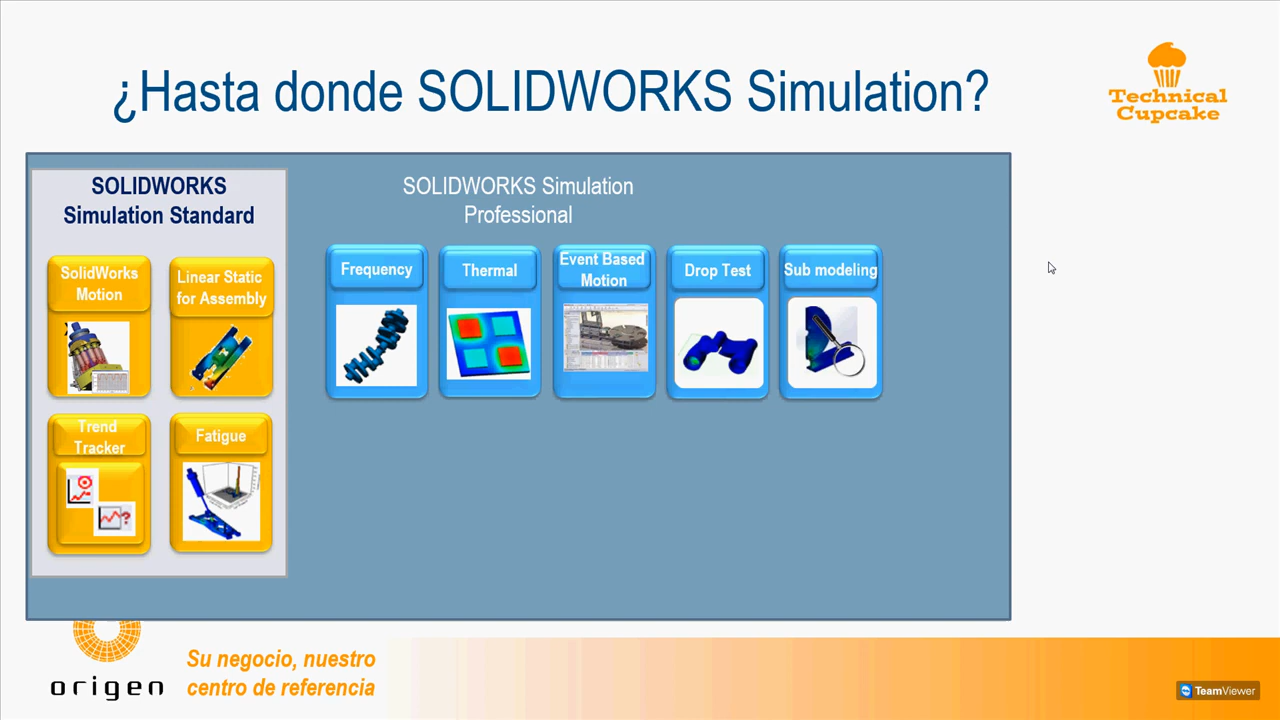 ¿Hasta donde SOLIDWORKS Simulation?
Technical
Cupcake
SOLIDWORKS
Simulation Standard
SolidWorks
Motion
Linear Static
for Assembly
Trend
Tracker
Fatigue
SOLIDWORKS Simulation
Professional
Frequency
Thermal
Event Based
Motion
Drop Test
Sub modeling
origen
Su negocio, nuestro
centro de referencia
TeamViewer